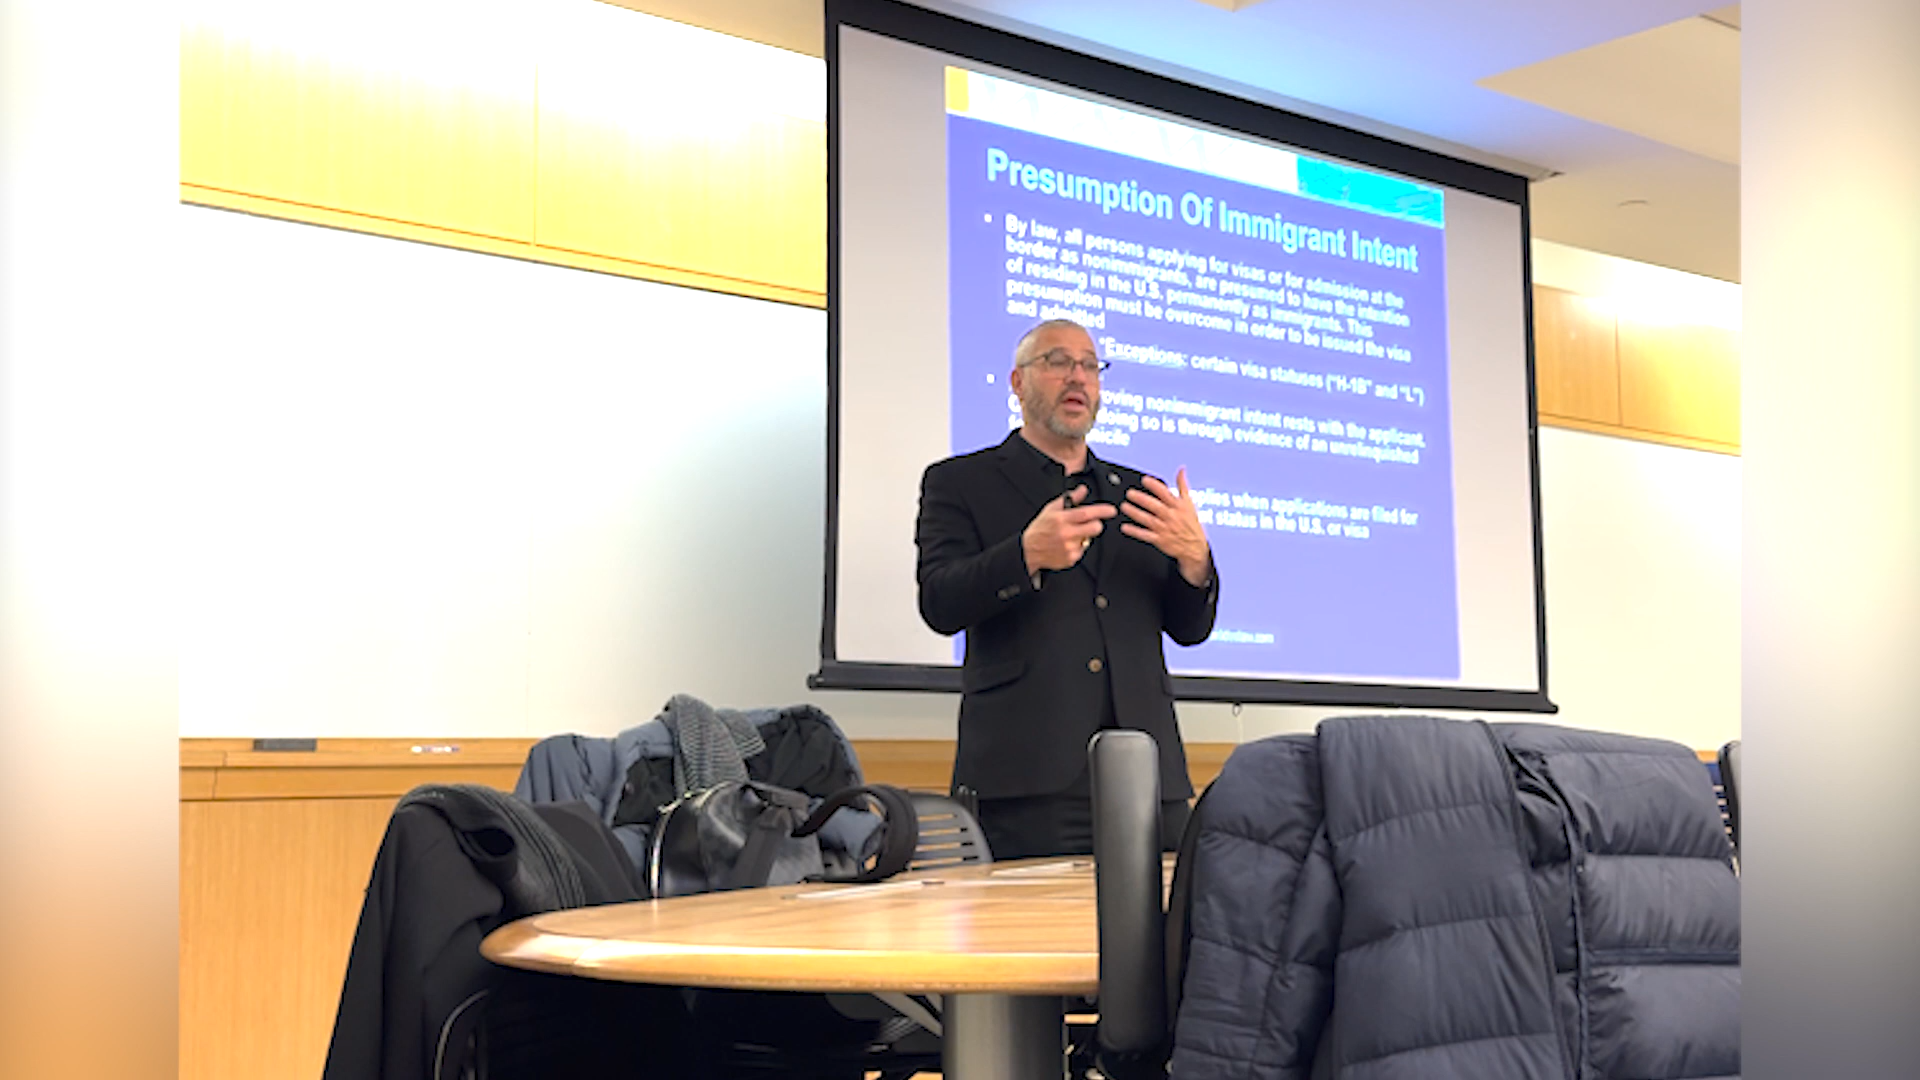 Presumption Of Immigrant Intent
By law, all persons applying for visas or for admission at the
border as nonimmigrants, are presumed to have the intention
of residing in the U.S. permanently as immigrants. This
presumption must be overcome in order to be issued the visa
and admitted
*Exceptions: certain visa statuses ("H-1B" and "L")
nonimmigrant intent rests with the applicant.
doing so is through evidence of an unrelinquished
when applications are filed for
status in the U.S. or visa